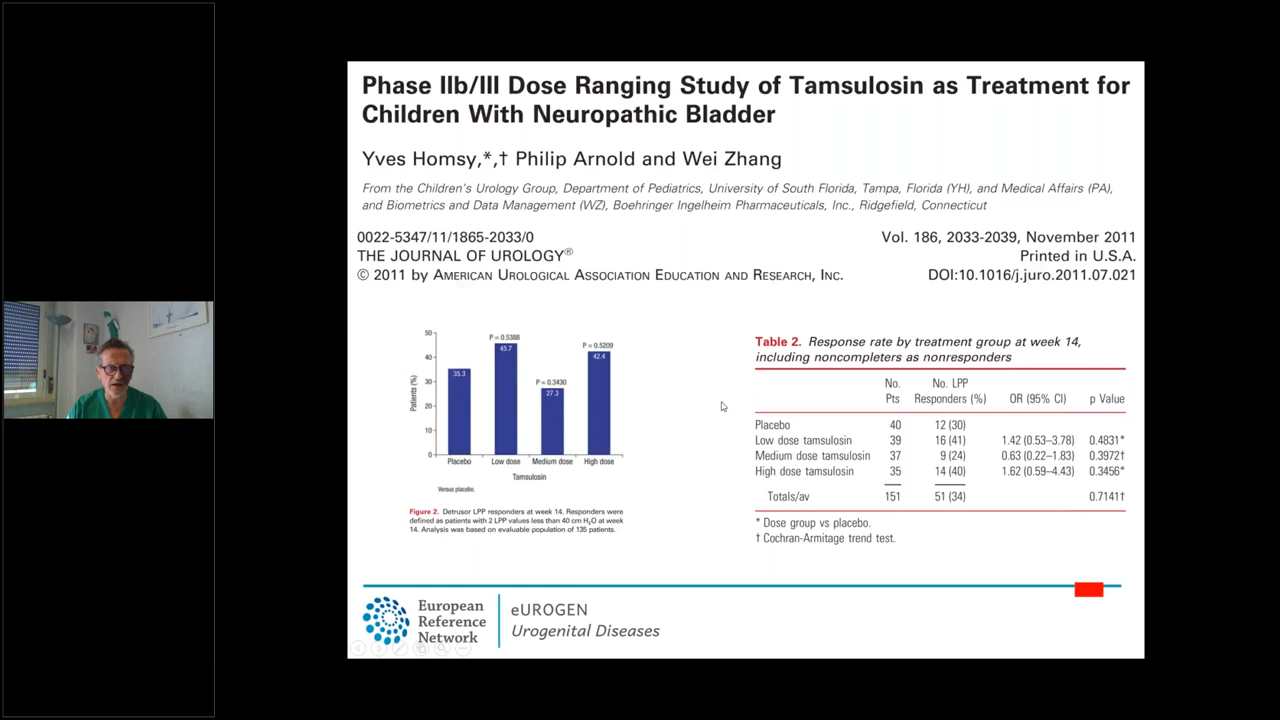 Phase IIb/III Dose Ranging Study of Tamsulosin as Treatment for
Children With Neuropathic Bladder
Yves Homsy,*,† Philip Arnold and Wei Zhang
From the Children's Urology Group, Department of Pediatrics, University of South Florida, Tampa, Florida (YH), and Medical Affairs (PA),
and Biometrics and Data Management (WZ), Boehringer Ingelheim Pharmaceuticals, Inc., Ridgefield, Connecticut
0022-5347/11/1865-2033/0
THE JOURNAL OF UROLOGY®
© 2011 by AMERICAN UROLOGICAL ASSOCIATION EDUCATION AND RESEARCH, INC.
Vol. 186, 2033-2039, November 2011
Printed in U.S.A.
DOI:10.1016/j.juro.2011.07.021
Patients (%)
50
40
30
20
10
0
35.3
P = 0.5388
45.7
P = 0.3430
27.3
P = 0.5209
42.4
Placebo Low dose Medium dose High dose
Tamsulosin
Versus placebo.
Figure 2. Detrusor LPP responders at week 14. Responders were
defined as patients with 2 LPP values less than 40 cm H2O at week
14. Analysis was based on evaluable population of 135 patients.
Table 2. Response rate by treatment group at week 14,
including noncompleters as nonresponders
No. Pts No. LPP Responders (%) OR (95% CI) p Value
Placebo 40 12 (30)
Low dose tamsulosin 39 16 (41) 1.42 (0.53–3.78) 0.4831*
Medium dose tamsulosin 37 9 (24) 0.63 (0.22–1.83) 0.3972†
High dose tamsulosin 35 14 (40) 1.62 (0.59–4.43) 0.3456*
Totals/av 151 51 (34) 0.7141†
* Dose group vs placebo.
† Cochran-Armitage trend test.
European
Reference
Network
eUROGEN
Urogenital Diseases